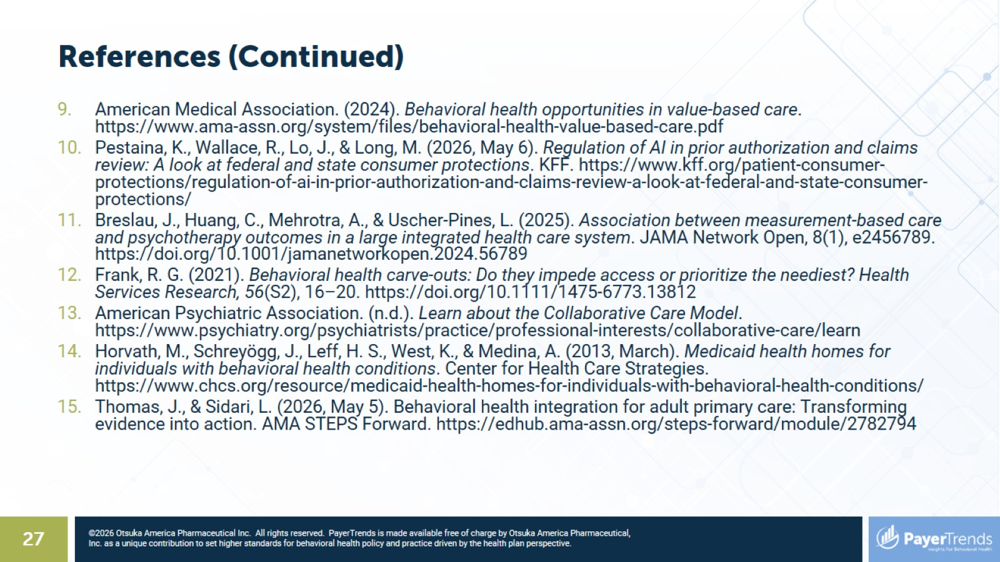 References (Continued)
9. American Medical Association. (2024). Behavioral health opportunities in value-based care.
https://www.ama-assn.org/system/files/behavioral-health-value-based-care.pdf
10. Pestaina, K., Wallace, R., Lo, J., & Long, M. (2026, May 6). Regulation of AI in prior authorization and claims
review: A look at federal and state consumer protections. KFF. https://www.kff.org/patient-consumer-
protections/regulation-of-ai-in-prior-authorization-and-claims-review-a-look-at-federal-and-state-consumer-
protections/
11. Breslau, J., Huang, C., Mehrotra, A., & Uscher-Pines, L. (2025). Association between measurement-based care
and psychotherapy outcomes in a large integrated health care system. JAMA Network Open, 8(1), e2456789.
https://doi.org/10.1001/jamanetworkopen.2024.56789
12. Frank, R. G. (2021). Behavioral health carve-outs: Do they impede access or prioritize the neediest? Health
Services Research, 56(S2), 16–20. https://doi.org/10.1111/1475-6773.13812
13. American Psychiatric Association. (n.d.). Learn about the Collaborative Care Model.
https://www.psychiatry.org/psychiatrists/practice/professional-interests/collaborative-care/learn
14. Horvath, M., Schreyögg, J., Leff, H. S., West, K., & Medina, A. (2013, March). Medicaid health homes for
individuals with behavioral health conditions. Center for Health Care Strategies.
https://www.chcs.org/resource/medicaid-health-homes-for-individuals-with-behavioral-health-conditions/
15. Thomas, J., & Sidari, L. (2026, May 5). Behavioral health integration for adult primary care: Transforming
evidence into action. AMA STEPS Forward. https://edhub.ama-assn.org/steps-forward/module/2782794
27
©2026 Otsuka America Pharmaceutical Inc. All rights reserved. PayerTrends is made available free of charge by Otsuka America Pharmaceutical,
Inc. as a unique contribution to set higher standards for behavioral health policy and practice driven by the health plan perspective.
PayerTrends
Insights For Behavioral Health